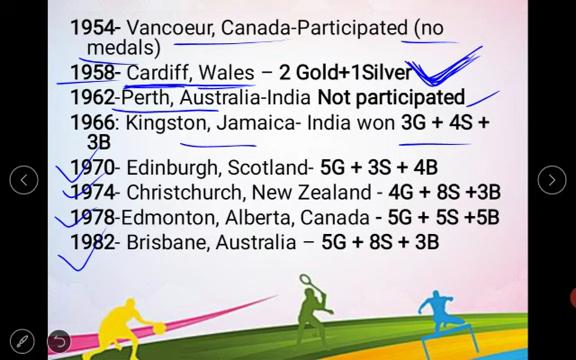 1954- Vancoeur, Canada-Participated (no
medals)
1958- Cardiff, Wales – 2 Gold+1Silver
1962-Perth, Australia-India Not participated
1966: Kingston, Jamaica- India won 3G + 4S +
3B
1970- Edinburgh, Scotland- 5G + 3S + 4B
1974- Christchurch, New Zealand - 4G + 8S +3B
1978-Edmonton, Alberta, Canada - 5G + 5S +5B
1982- Brisbane, Australia – 5G + 8S + 3B